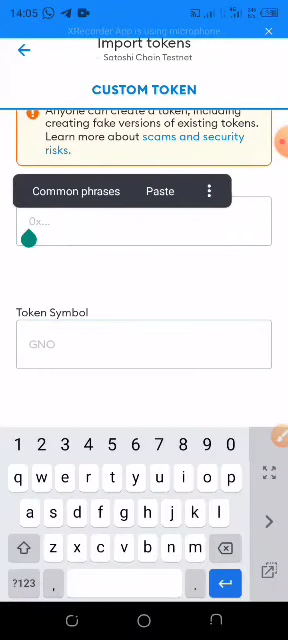 14:05
XRecorder App is using microphone...
Import tokens
Satoshi Chain Testnet
CUSTOM TOKEN
Anyone can create a token, including
creating fake versions of existing tokens.
Learn more about scams and security
risks.
Common phrases Paste
0x...
Token Symbol
GNO
1 2 3 4 5 6 7 8 9 0
q w e r t y u i o p
a s d f g h j k l
z x c v b n m
?123 , .